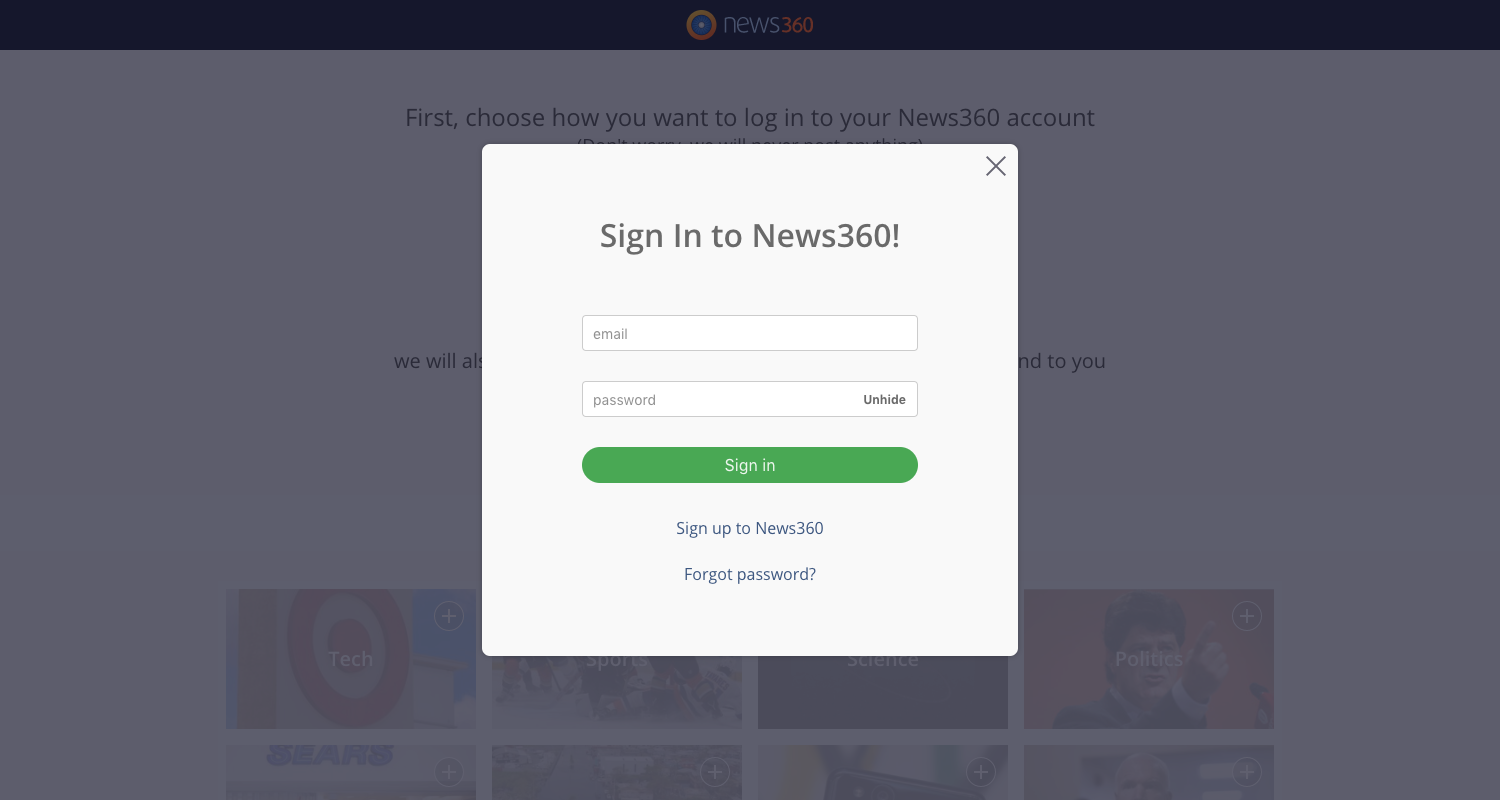 news360
First, choose how you want to log in to your News360 account
(Don't worry, we will never post anything)
Sign In to News360!
email
we will als
nd to you
password
Unhide
Sign in
Sign up to News360
Forgot password?
Tech
Sports
Science
Politics
SEARS